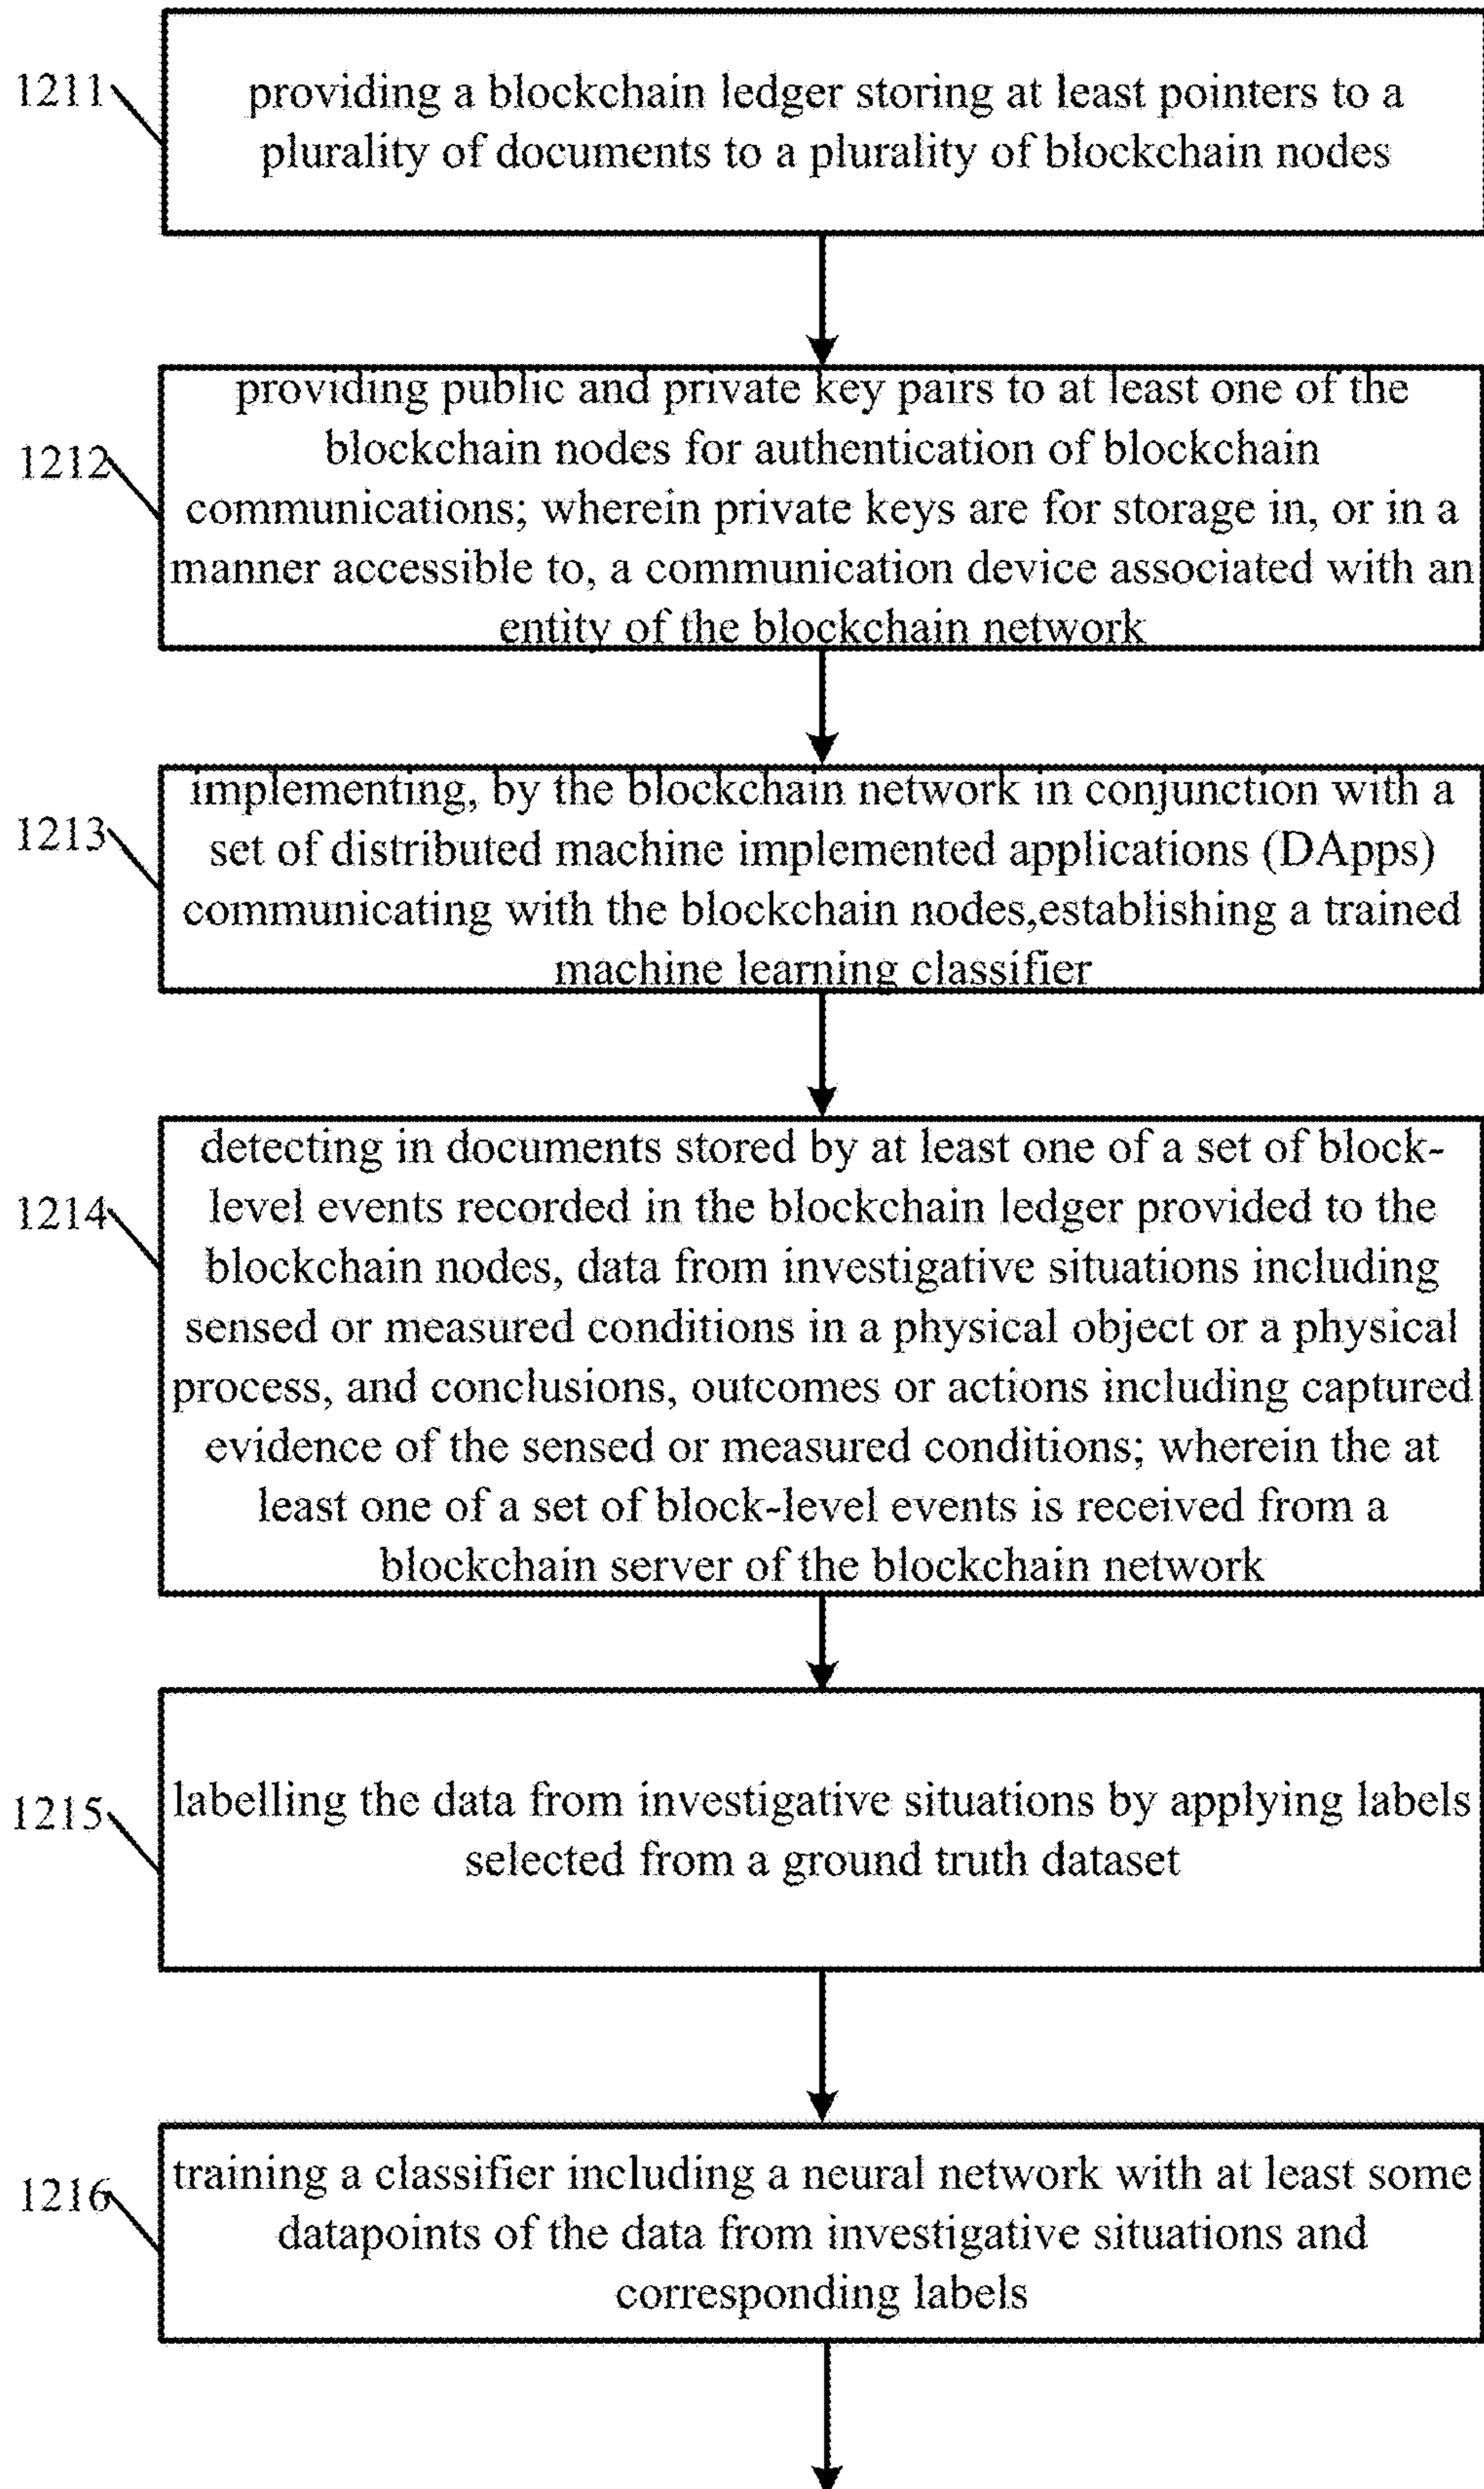 1211
providing a blockchain ledger storing at least pointers to a
plurality of documents to a plurality of blockchain nodes
1212
providing public and private key pairs to at least one of the
blockchain nodes for authentication of blockchain
communications; wherein private keys are for storage in, or in a
manner accessible to, a communication device associated with an
entity of the blockchain network
1213
implementing, by the blockchain network in conjunction with a
set of distributed machine implemented applications (DApps)
communicating with the blockchain nodes,establishing a trained
machine learning classifier
1214
detecting in documents stored by at least one of a set of block-
level events recorded in the blockchain ledger provided to the
blockchain nodes, data from investigative situations including
sensed or measured conditions in a physical object or a physical
process, and conclusions, outcomes or actions including captured
evidence of the sensed or measured conditions; wherein the at
least one of a set of block-level events is received from a
blockchain server of the blockchain network
1215
labelling the data from investigative situations by applying labels
selected from a ground truth dataset
1216
training a classifier including a neural network with at least some
datapoints of the data from investigative situations and
corresponding labels